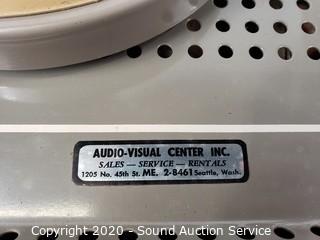 AUDIO-VISUAL CENTER INC.
SALES — SERVICE — RENTALS
1205 No. 45th St. ME. 2-8461 Seattle, Wash.
Copyright 2020 - Sound Auction Service